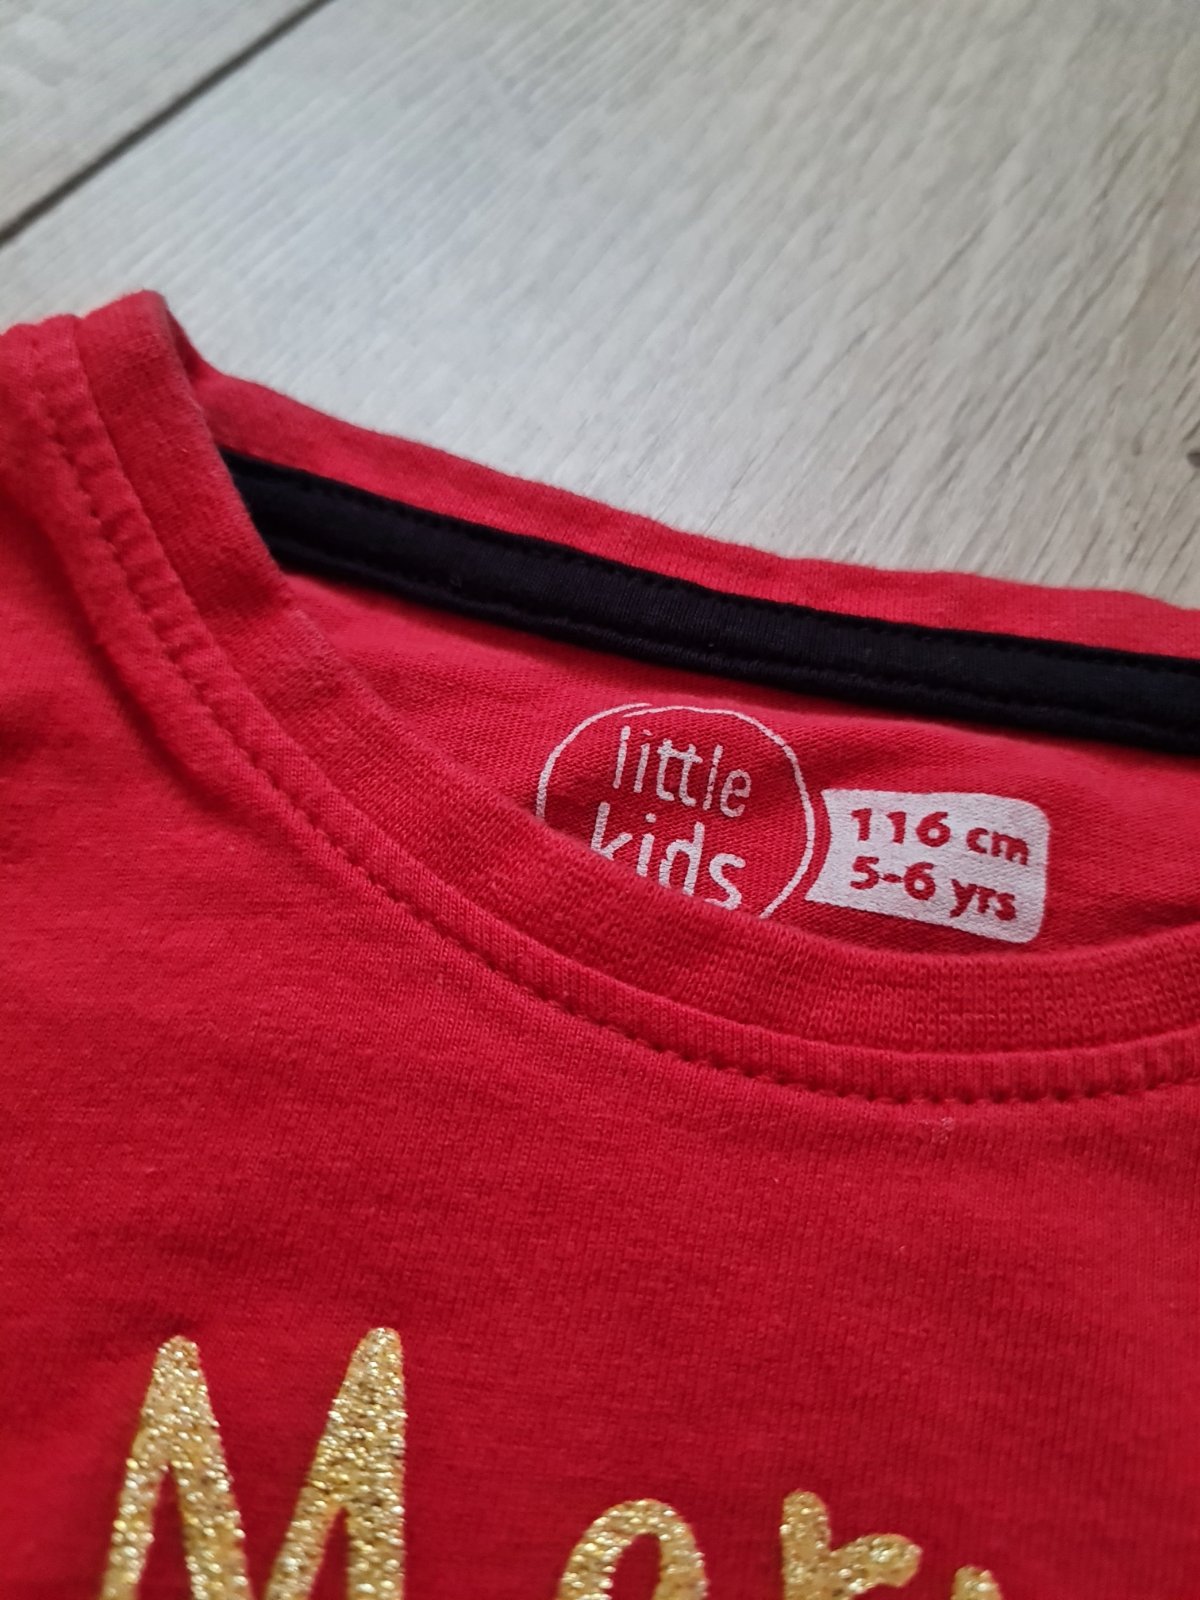 little
kids
116 cm
5-6 yrs